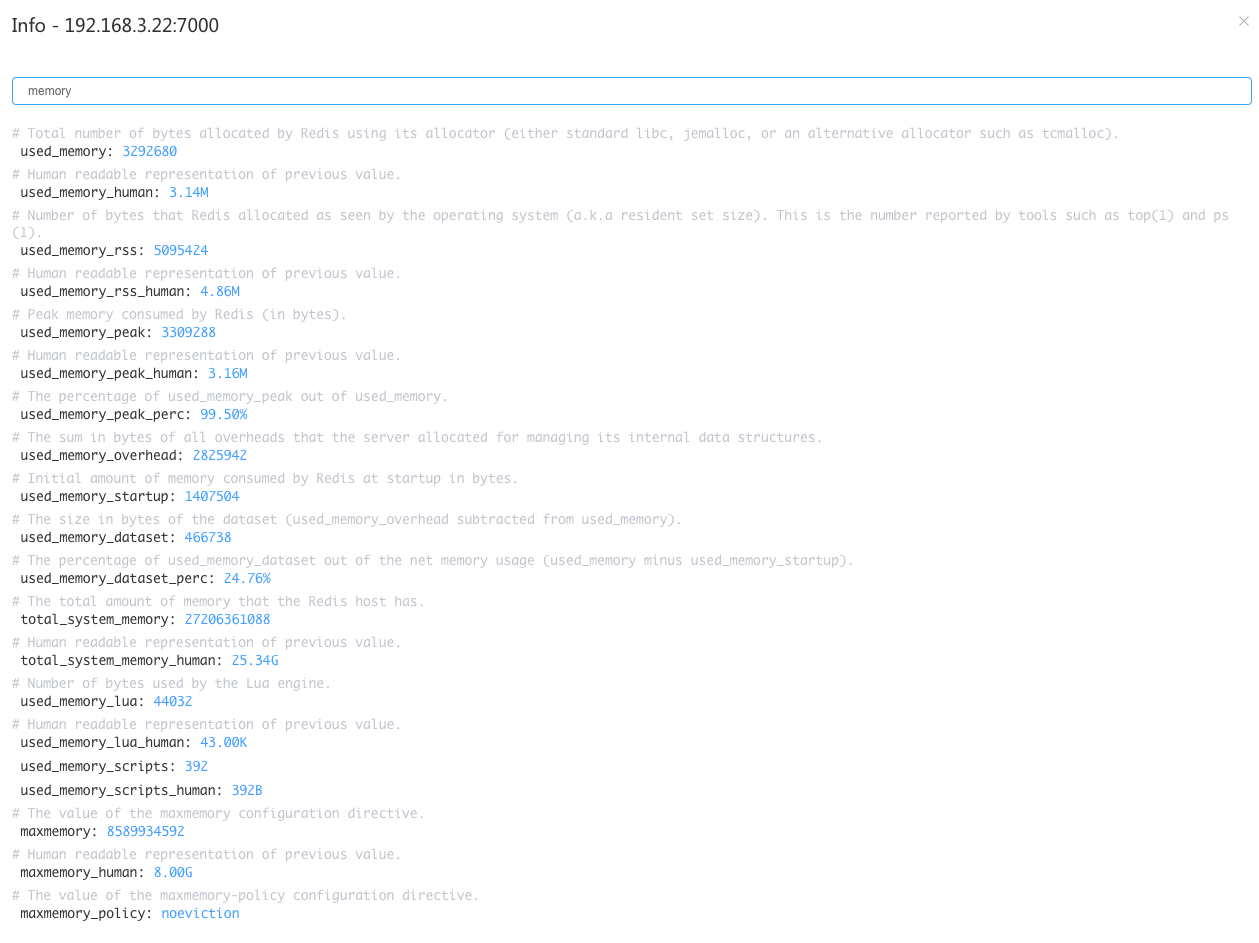 Info - 192.168.3.22:7000
memory
# Total number of bytes allocated by Redis using its allocator (either standard libc, jemalloc, or an alternative allocator such as tcmalloc).
used_memory: 3292680
# Human readable representation of previous value.
used_memory_human: 3.14M
# Number of bytes that Redis allocated as seen by the operating system (a.k.a resident set size). This is the number reported by tools such as top(1) and ps
(1).
used_memory_rss: 5095424
# Human readable representation of previous value.
used_memory_rss_human: 4.86M
# Peak memory consumed by Redis (in bytes).
used_memory_peak: 3309288
# Human readable representation of previous value.
used_memory_peak_human: 3.16M
# The percentage of used_memory_peak out of used_memory.
used_memory_peak_perc: 99.50%
# The sum in bytes of all overheads that the server allocated for managing its internal data structures.
used_memory_overhead: 2825942
# Initial amount of memory consumed by Redis at startup in bytes.
used_memory_startup: 1407504
# The size in bytes of the dataset (used_memory_overhead subtracted from used_memory).
used_memory_dataset: 466738
# The percentage of used_memory_dataset out of the net memory usage (used_memory minus used_memory_startup).
used_memory_dataset_perc: 24.76%
# The total amount of memory that the Redis host has.
total_system_memory: 27206361088
# Human readable representation of previous value.
total_system_memory_human: 25.34G
# Number of bytes used by the Lua engine.
used_memory_lua: 44032
# Human readable representation of previous value.
used_memory_lua_human: 43.00K
used_memory_scripts: 392
used_memory_scripts_human: 392B
# The value of the maxmemory configuration directive.
maxmemory: 8589934592
# Human readable representation of previous value.
maxmemory_human: 8.00G
# The value of the maxmemory-policy configuration directive.
maxmemory_policy: noeviction